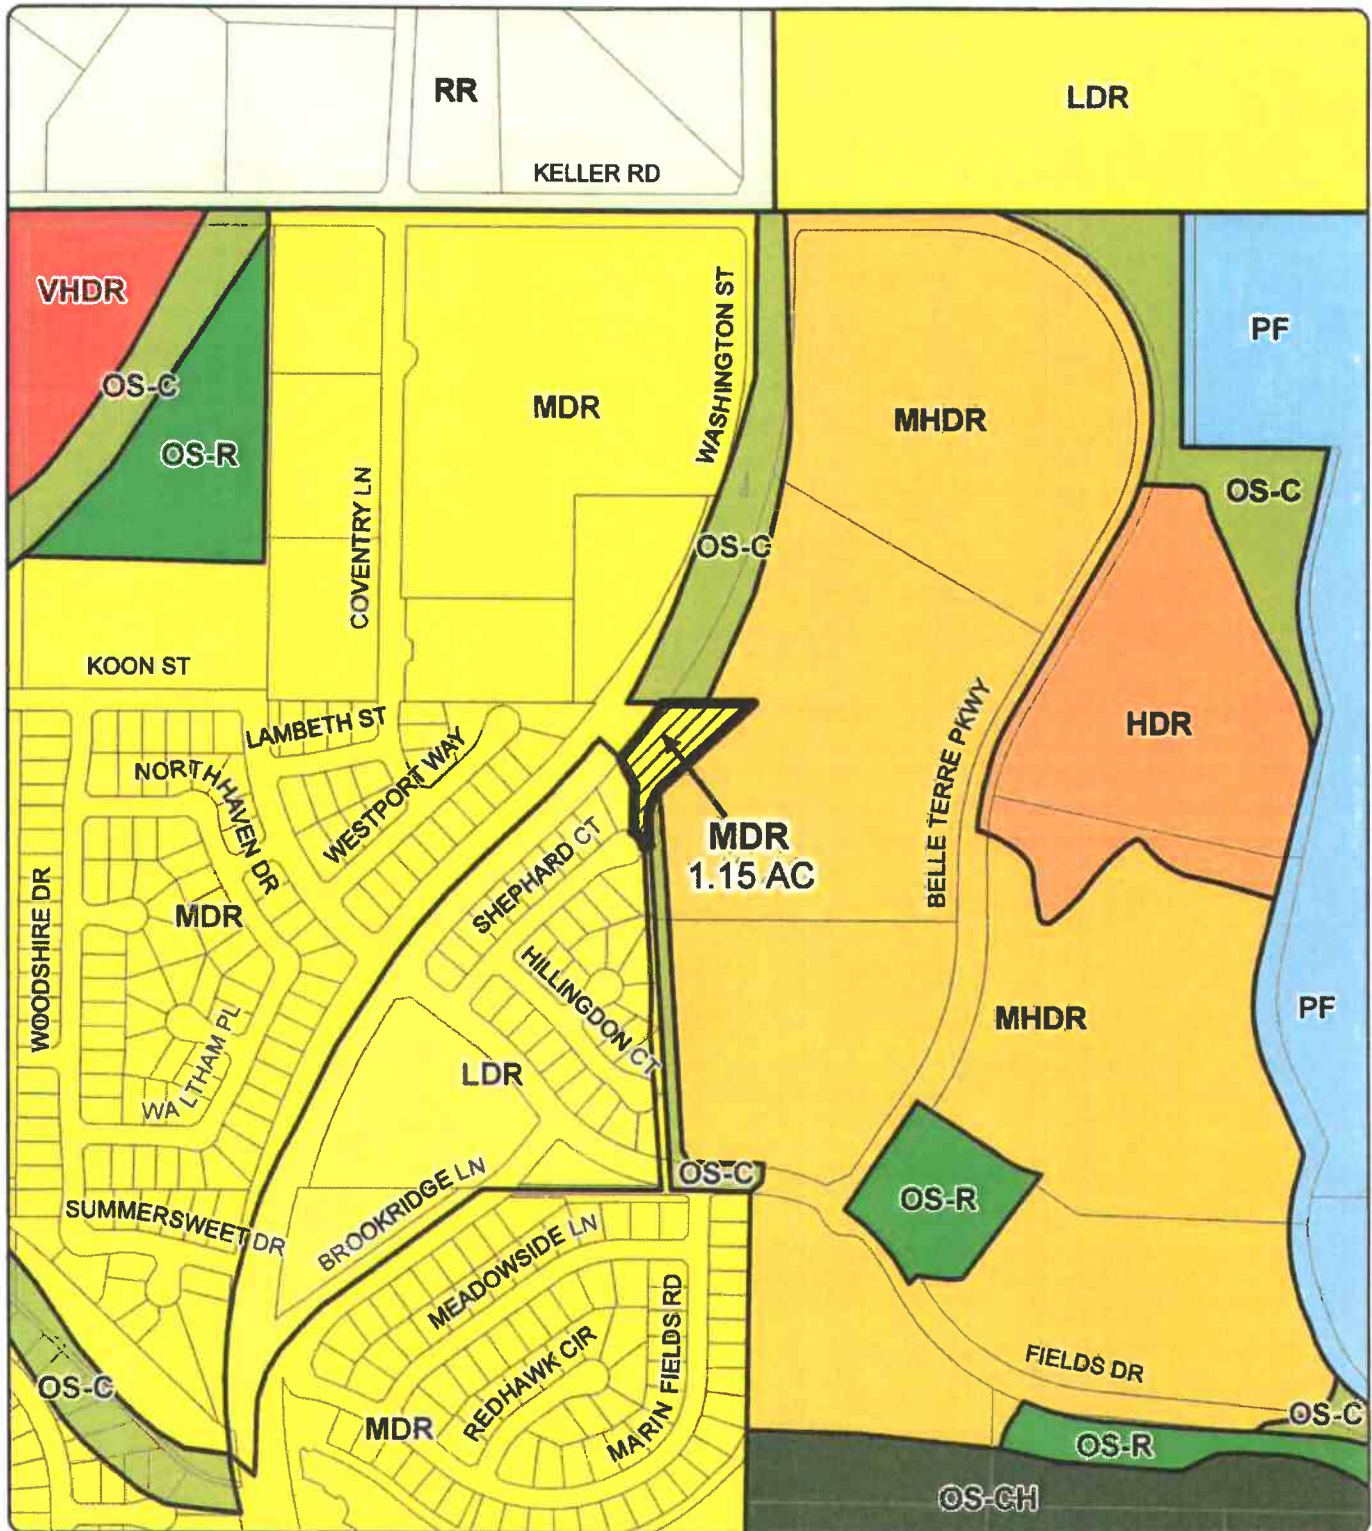 RR
LDR
KELLER RD
VHDR
OS-C
OS-R
MDR
WASHINGTON ST
MHDR
PF
OS-C
COVENTRY LN
OS-C
KOON ST
LAMBETH ST
NORTHHAVEN DR
WESTPORT WAY
HDR
BELLE TERRE PKWY
MDR
1.15 AC
SHEPHARD CT
WOODSHIRE DR
MDR
HILLINGDON CT
WALTHAM PL
LDR
MHDR
PF
OS-C
OS-R
BROOKRIDGE LN
SUMMERSWEET DR
MEADOWSIDE LN
REDHAWK CIR
MARIN FIELDS RD
FIELDS DR
OS-C
MDR
OS-C
OS-R
OS-CH